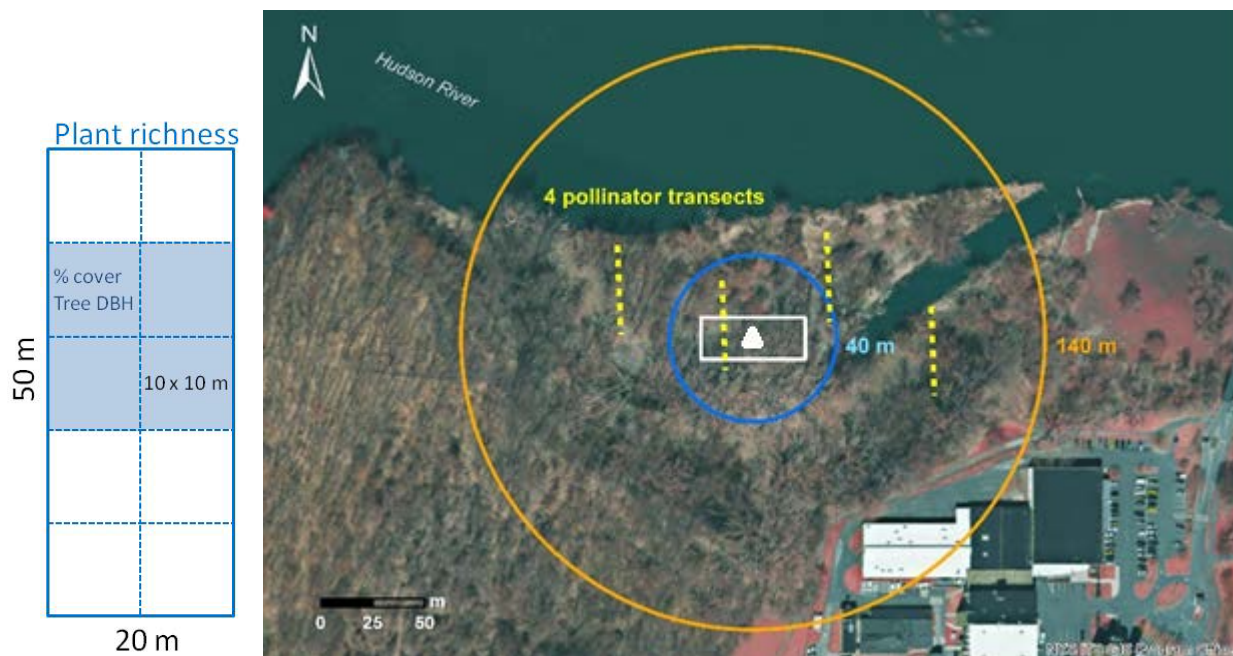 Plant richness
% cover
Tree DBH
10 x 10 m
50 m
20 m
N
Hudson River
4 pollinator transects
40 m
140 m
m
0 25 50